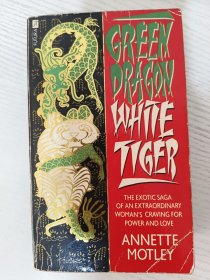 GREEN
DRAGON
WHITE
TIGER
THE EXOTIC SAGA
OF AN EXTRAORDINARY
WOMAN'S CRAVING FOR
POWER AND LOVE
ANNETTE
MOTLEY